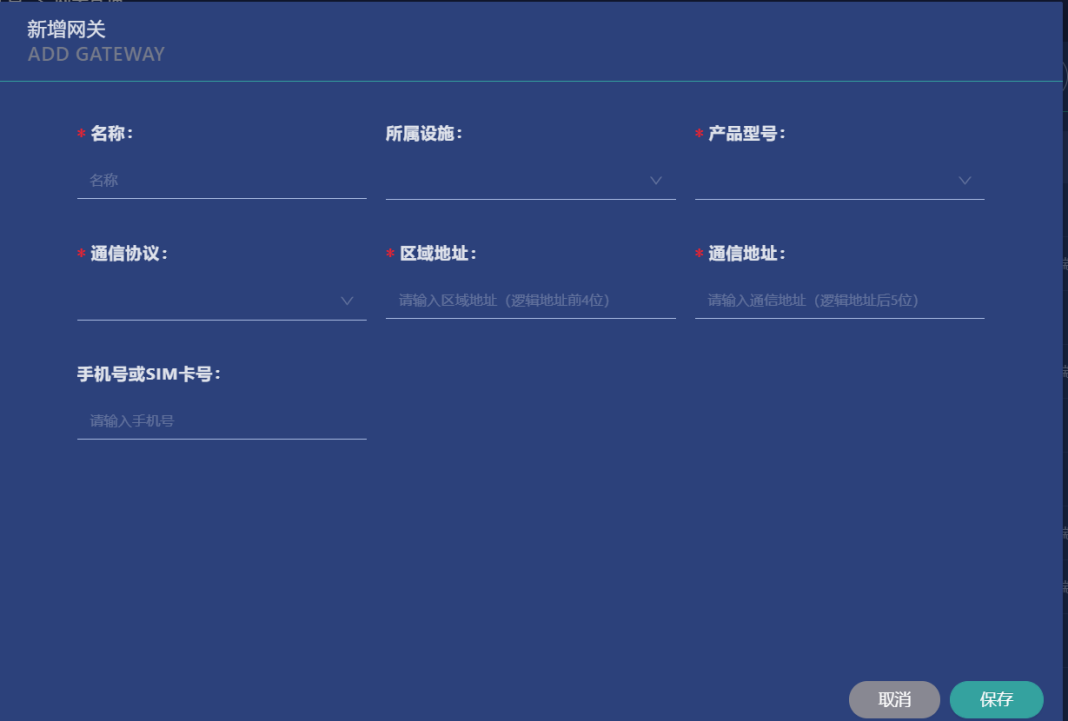 新增网关
ADD GATEWAY
* 名称：
所属设施：
* 产品型号：
名称
* 通信协议：
* 区域地址：
* 通信地址：
请输入区域地址（逻辑地址前4位）
请输入通信地址（逻辑地址后5位）
手机号或SIM卡号：
请输入手机号
取消
保存